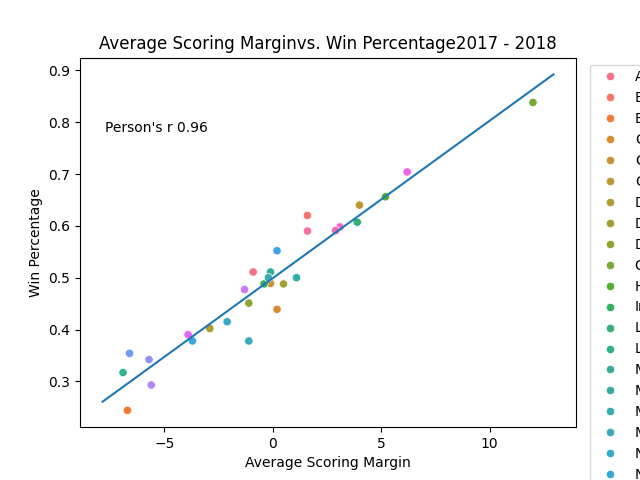 Average Scoring Marginvs. Win Percentage2017 - 2018
Person's r 0.96
Win Percentage
0.9
0.8
0.7
0.6
0.5
0.4
0.3
−5
0
5
10
Average Scoring Margin